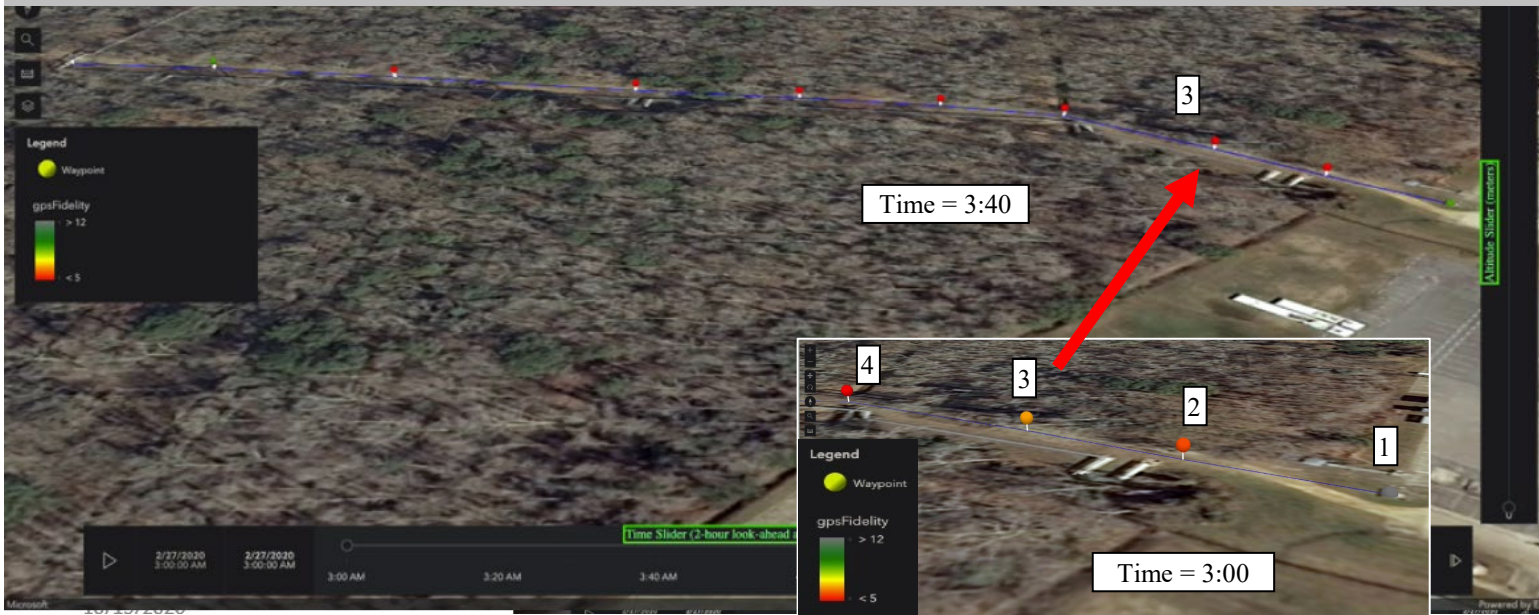 3
Legend
Waypoint
gpsFidelity
> 12
< 5
Time = 3:40
Altitude Slider (meters)
4
3
2
1
Legend
Waypoint
gpsFidelity
> 12
< 5
Time = 3:00
Time Slider (2-hour look-ahead
2/27/2020
3:00:00 AM
2/27/2020
3:00:00 AM
3:00 AM
3:20 AM
3:40 AM
Microsoft
Powered by